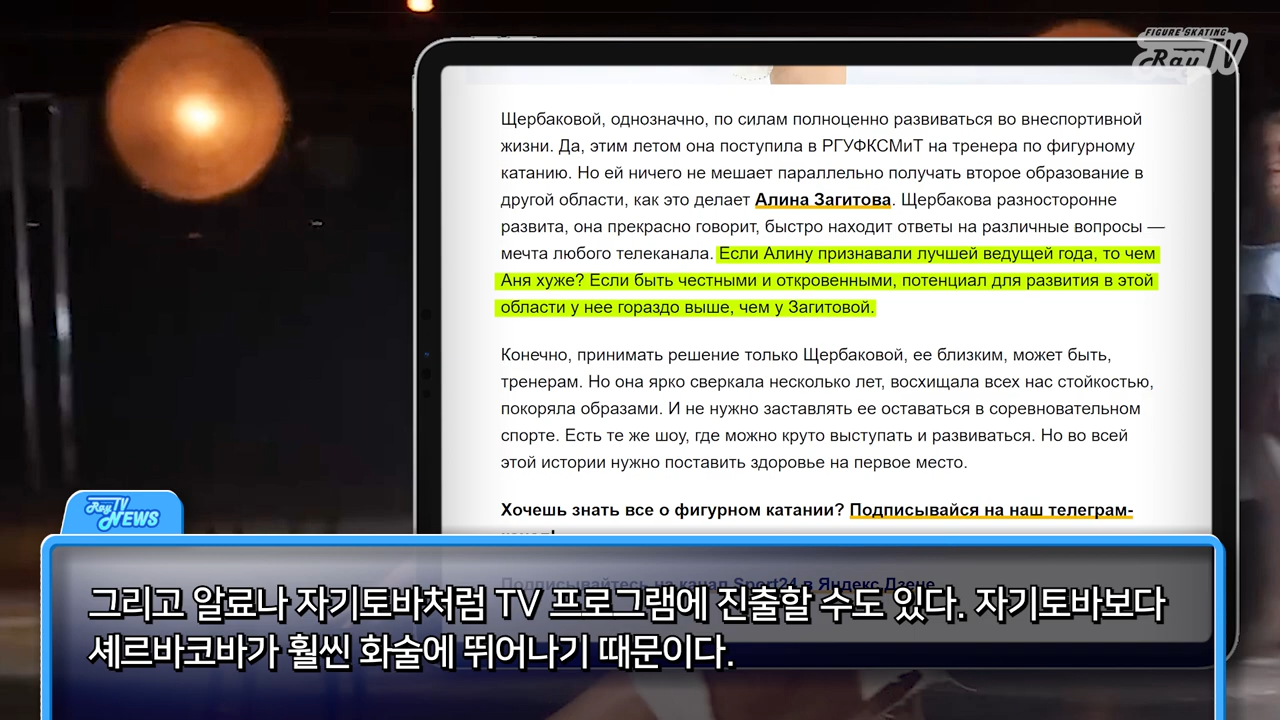 FIGURE SKATING
Ray TV
Щербаковой, однозначно, по силам полноценно развиваться во внеспортивной
жизни. Да, этим летом она поступила в РГУФКСМиТ на тренера по фигурному
катанию. Но ей ничего не мешает параллельно получать второе образование в
другой области, как это делает Алина Загитова. Щербакова разносторонне
развита, она прекрасно говорит, быстро находит ответы на различные вопросы —
мечта любого телеканала. Если Алину признавали лучшей ведущей года, то чем
Аня хуже? Если быть честными и откровенными, потенциал для развития в этой
области у нее гораздо выше, чем у Загитовой.
Конечно, принимать решение только Щербаковой, ее близким, может быть,
тренерам. Но она ярко сверкала несколько лет, восхищала всех нас стойкостью,
покоряла образами. И не нужно заставлять ее оставаться в соревновательном
спорте. Есть те же шоу, где можно круто выступать и развиваться. Но во всей
этой истории нужно поставить здоровье на первое место.
Хочешь знать все о фигурном катании? Подписывайся на наш телеграм-
Подписывайтесь на канал Sport24 в Яндекс.Дзене
Ray TV
NEWS
그리고 알료나 자기토바처럼 TV 프로그램에 진출할 수도 있다. 자기토바보다
셰르바코바가 훨씬 화술에 뛰어나기 때문이다.